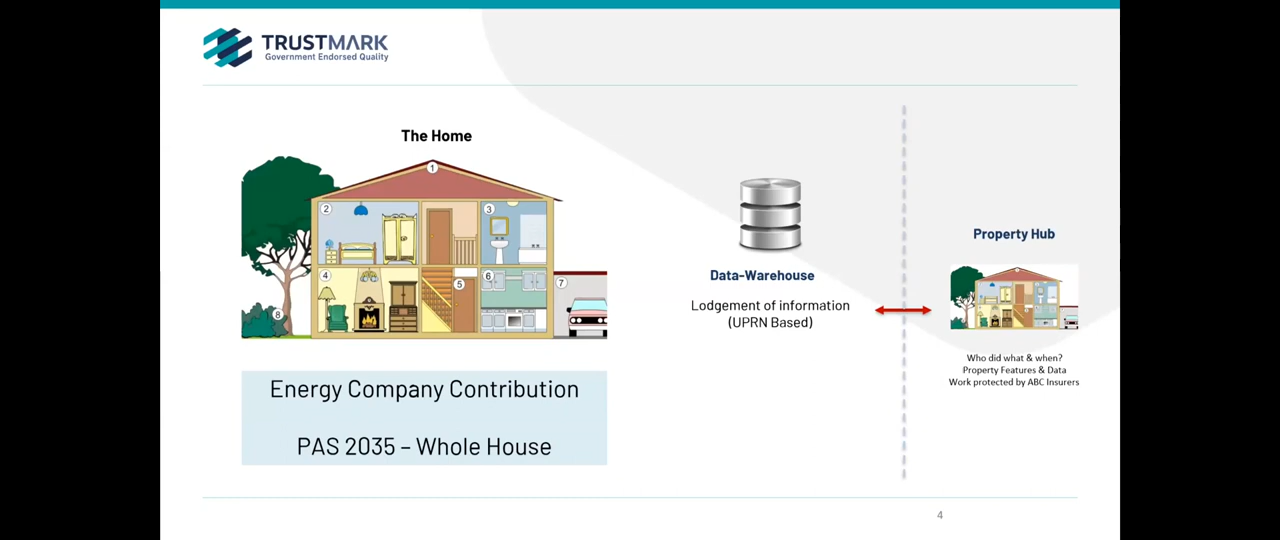 TRUSTMARK
Government Endorsed Quality
The Home
1
2
3
4
5
6
7
8
Energy Company Contribution
PAS 2035 – Whole House
Data-Warehouse
Lodgement of information
(UPRN Based)
Property Hub
Who did what & when?
Property Features & Data
Work protected by ABC Insurers
4